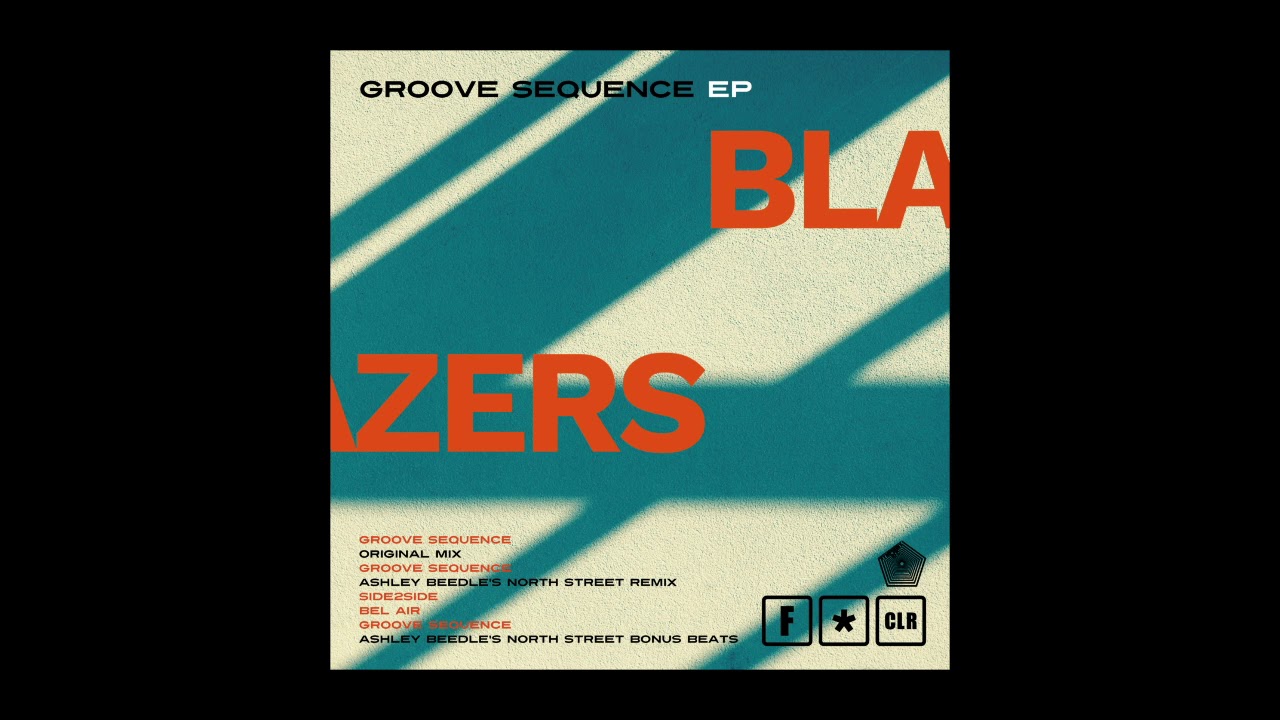 GROOVE SEQUENCE EP
BLA
AZERS
GROOVE SEQUENCE
ORIGINAL MIX
GROOVE SEQUENCE
ASHLEY BEEDLE'S NORTH STREET REMIX
SIDE2SIDE
BEL AIR
GROOVE SEQUENCE
ASHLEY BEEDLE'S NORTH STREET BONUS BEATS
F * CLR